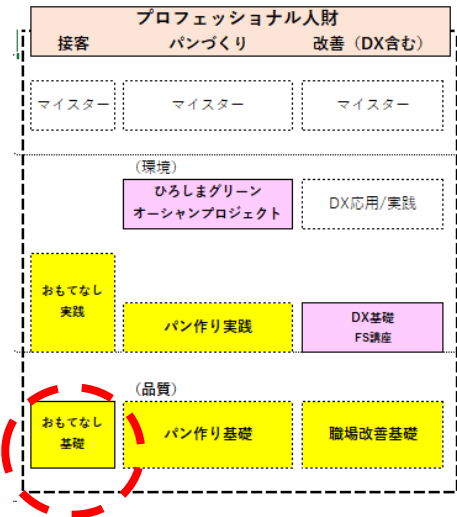 プロフェッショナル人財
接客 パンづくり 改善（DX含む）
マイスター マイスター マイスター
（環境）
ひろしまグリーン
オーシャンプロジェクト
DX応用/実践
おもてなし
実践
パン作り実践
DX基礎
FS講座
（品質）
おもてなし
基礎
パン作り基礎
職場改善基礎